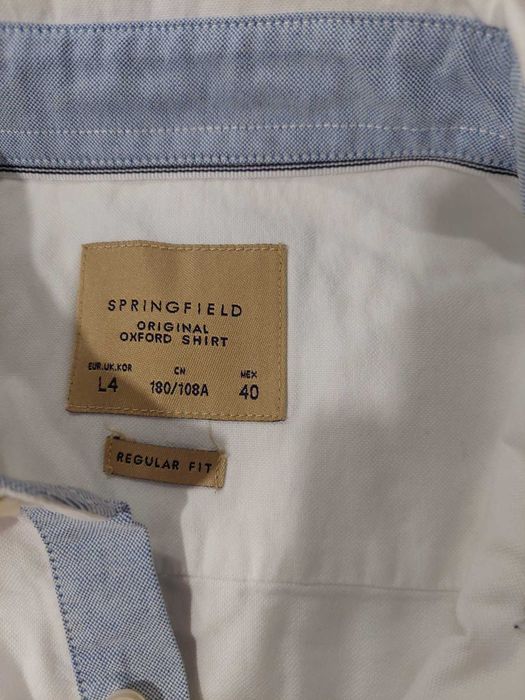 SPRINGFIELD
ORIGINAL
OXFORD SHIRT
EUR.UK.KOR CN MEX
L4 180/108A 40
REGULAR FIT